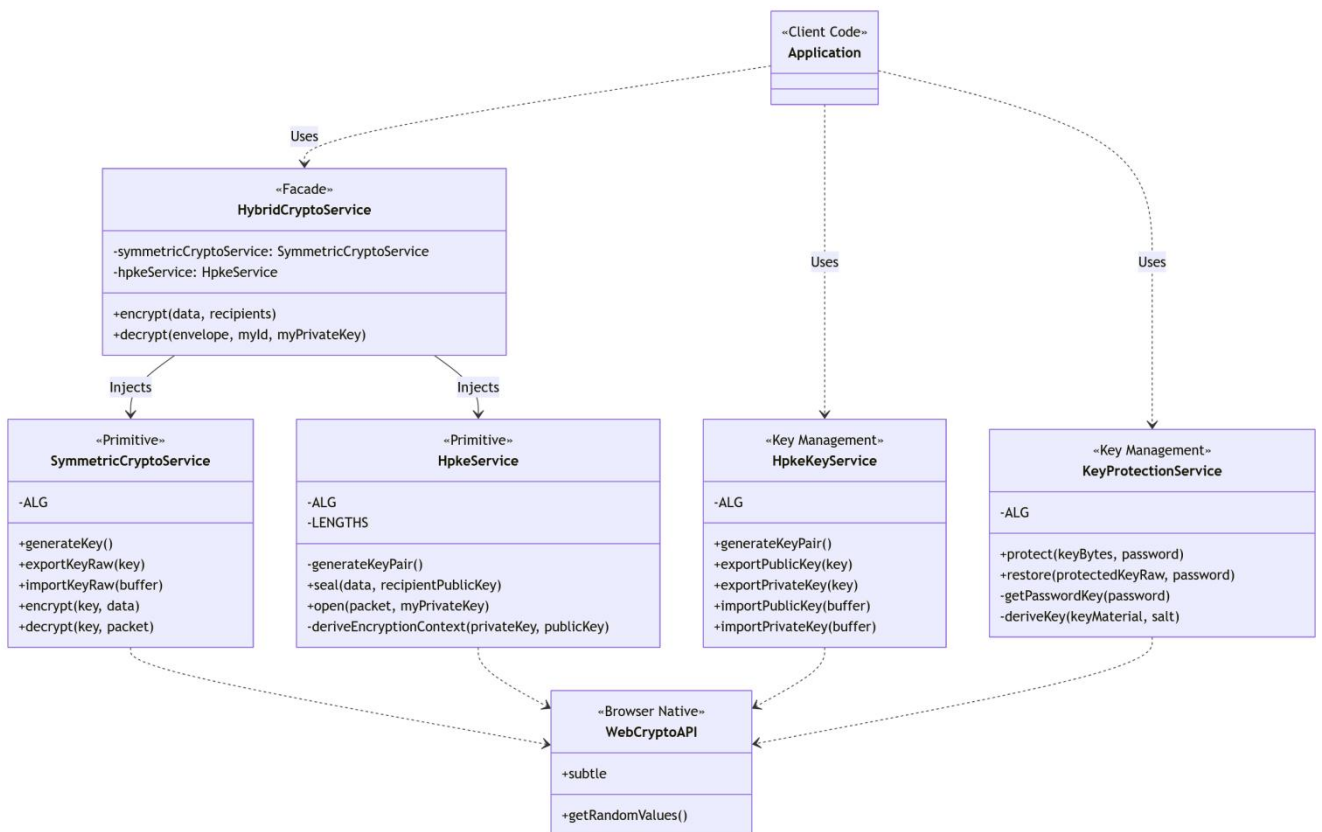 «Client Code»
Application
Uses
Uses
Uses
«Facade»
HybridCryptoService
-symmetricCryptoService: SymmetricCryptoService
-hpkeService: HpkeService
+encrypt(data, recipients)
+decrypt(envelope, myId, myPrivateKey)
Injects
Injects
«Primitive»
SymmetricCryptoService
-ALG
+generateKey()
+exportKeyRaw(key)
+importKeyRaw(buffer)
+encrypt(key, data)
+decrypt(key, packet)
«Primitive»
HpkeService
-ALG
-LENGTHS
-generateKeyPair()
+seal(data, recipientPublicKey)
+open(packet, myPrivateKey)
-deriveEncryptionContext(privateKey, publicKey)
«Key Management»
HpkeKeyService
-ALG
+generateKeyPair()
+exportPublicKey(key)
+exportPrivateKey(key)
+importPublicKey(buffer)
+importPrivateKey(buffer)
«Key Management»
KeyProtectionService
-ALG
+protect(keyBytes, password)
+restore(protectedKeyRaw, password)
-getPasswordKey(password)
-deriveKey(keyMaterial, salt)
«Browser Native»
WebCryptoAPI
+subtle
+getRandomValues()